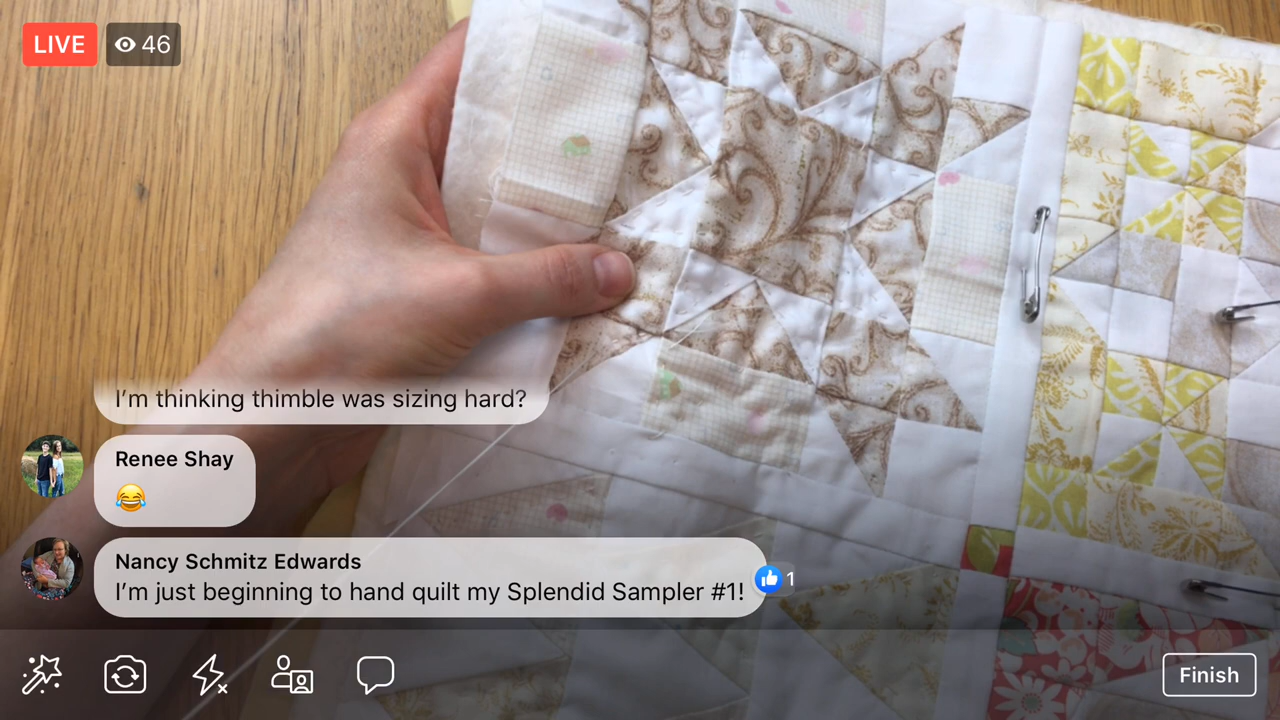 LIVE 46
I'm thinking thimble was sizing hard?
Renee Shay
😂
Nancy Schmitz Edwards
I'm just beginning to hand quilt my Splendid Sampler #1!
1
Finish